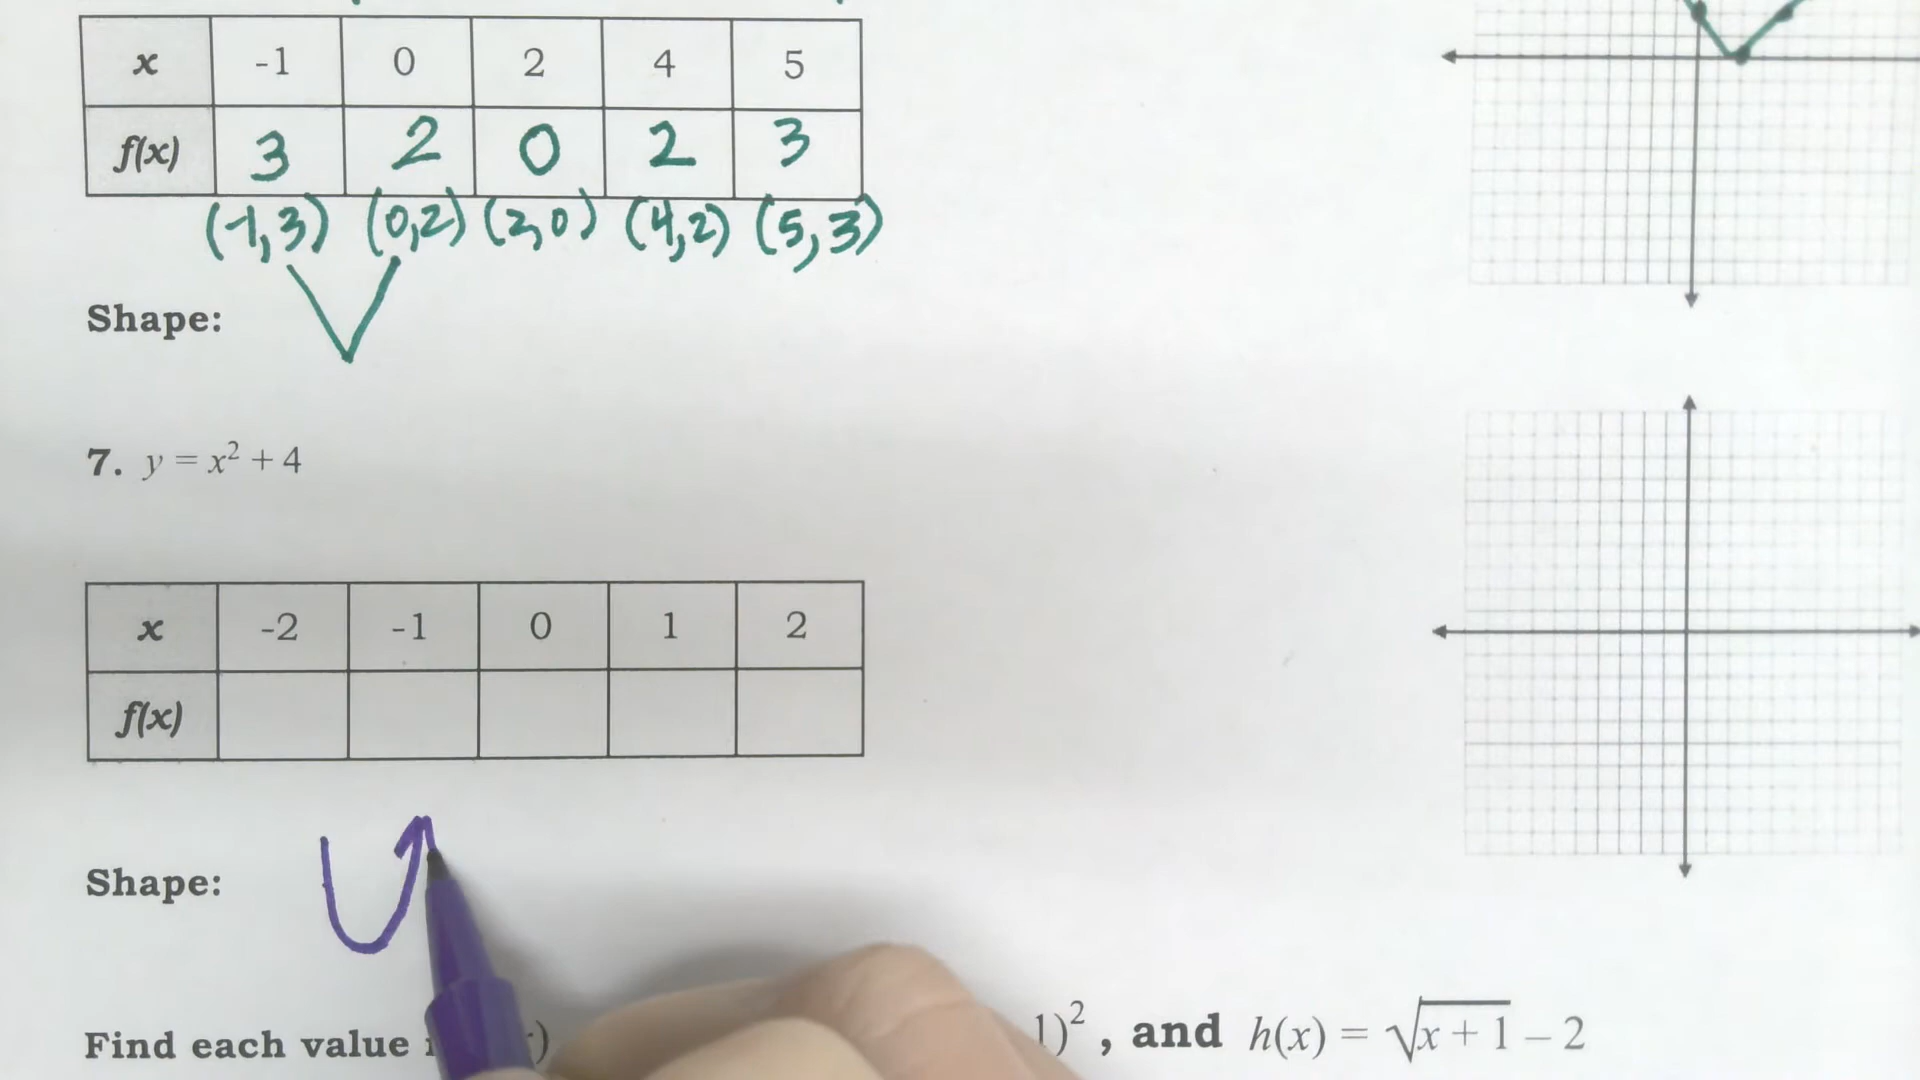 x -1 0 2 4 5
f(x) 3 2 0 2 3
(-1,3) (0,2) (2,0) (4,2) (5,3)
Shape:
7. y = x² + 4
x -2 -1 0 1 2
f(x)
Shape:
Find each value 1)², and h(x) = √(x + 1) – 2